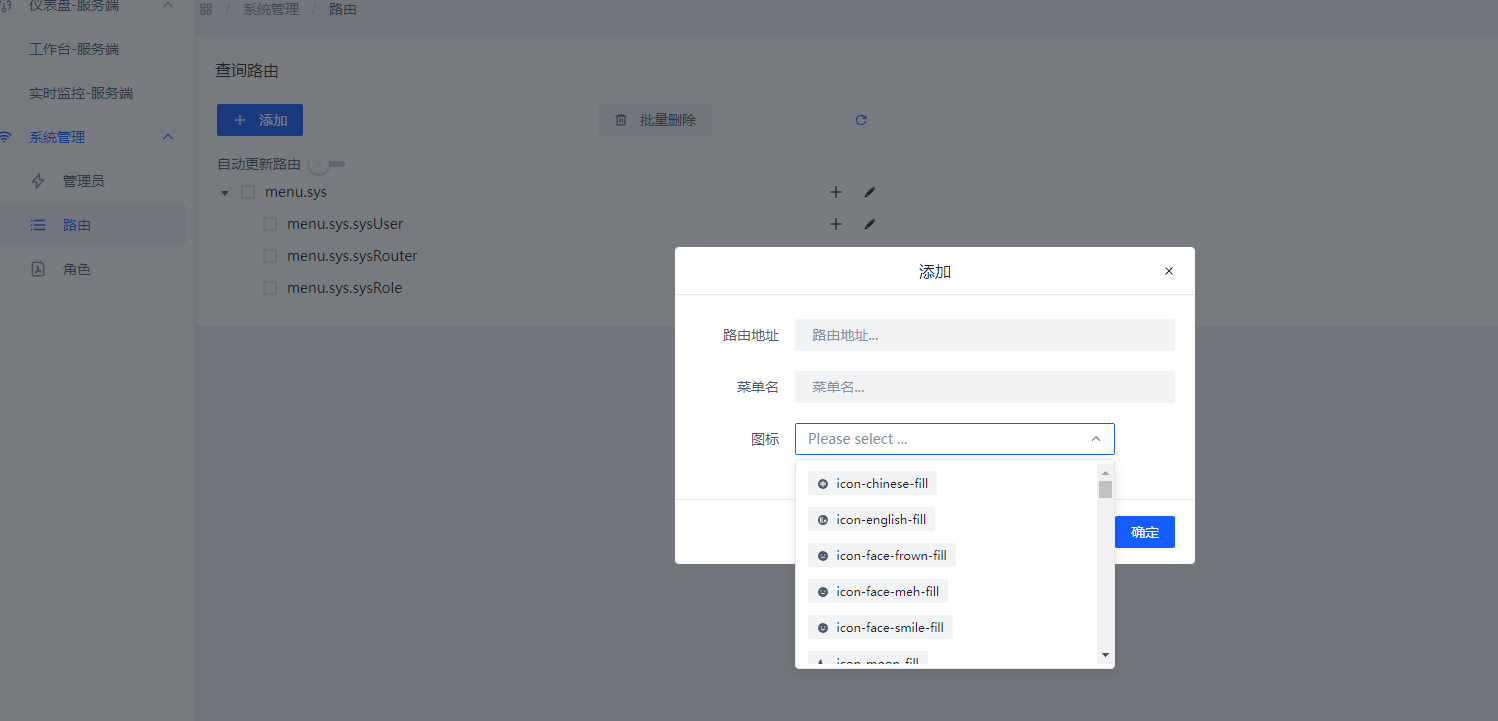 仪表盘-服务端
工作台-服务端
实时监控-服务端
系统管理
管理员
路由
角色
/ 系统管理 / 路由
查询路由
添加
批量删除
自动更新路由
menu.sys
menu.sys.sysUser
menu.sys.sysRouter
menu.sys.sysRole
添加
路由地址 路由地址...
菜单名 菜单名...
图标 Please select ...
icon-chinese-fill
icon-english-fill
icon-face-frown-fill
icon-face-meh-fill
icon-face-smile-fill
icon-moon-fill
确定